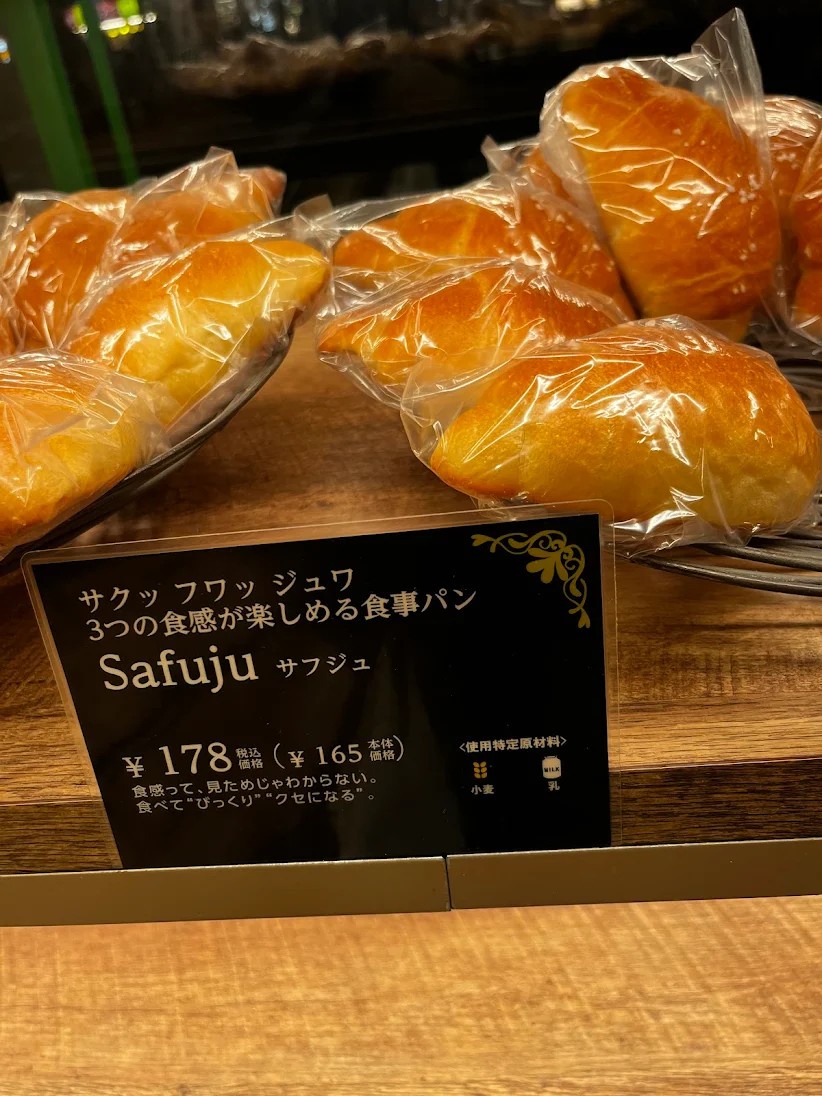 サクッ フワッ ジュワ
3つの食感が楽しめる食事パン
Safuju サフジュ
¥ 178 税込価格 (¥ 165 本体価格)
食感って、見ためじゃわからない。
食べて“びっくり”“クセになる”。
〈使用特定原材料〉
MILK
小麦 乳